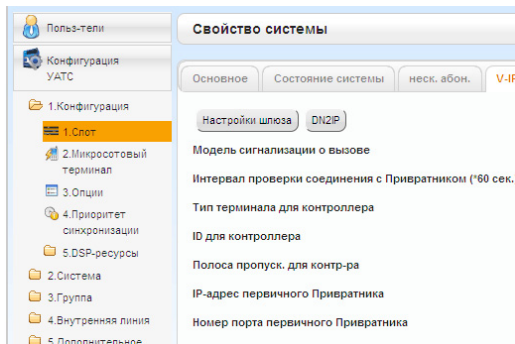 Польз-тели
Конфигурация
УАТС
1.Конфигурация
1.Слот
2.Микросотовый
терминал
3.Опции
4.Приоритет
синхронизации
5.DSP-ресурсы
2.Система
3.Группа
4.Внутренняя линия
5.Дополнительное
Свойство системы
Основное
Состояние системы
неск. абон.
V-IP
Настройки шлюза
DN2IP
Модель сигнализации о вызове
Интервал проверки соединения с Привратником (*60 сек.
Тип терминала для контроллера
ID для контроллера
Полоса пропуск. для контр-ра
IP-адрес первичного Привратника
Номер порта первичного Привратника